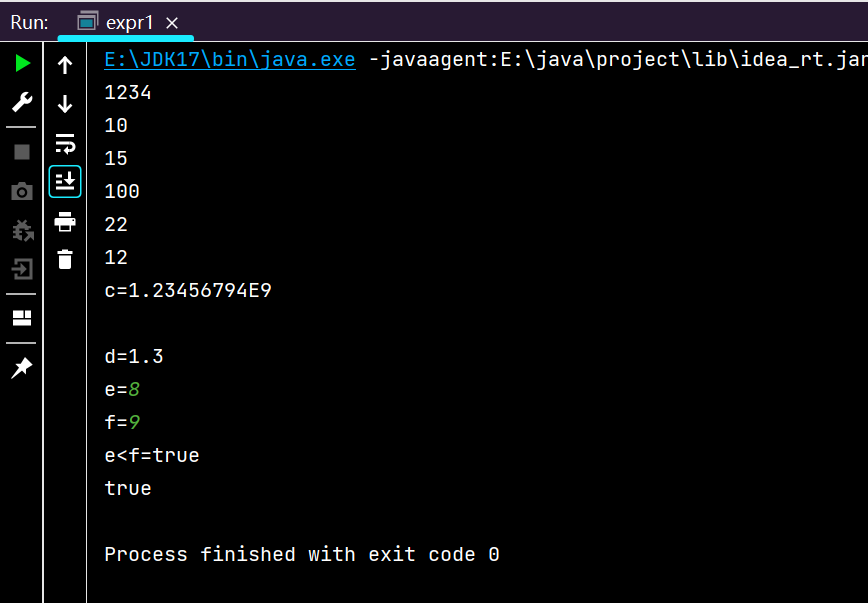 Run: expr1
E:\JDK17\bin\java.exe -javaagent:E:\java\project\lib\idea_rt.jar
1234
10
15
100
22
12
c=1.23456794E9
d=1.3
e=8
f=9
e<f=true
true
Process finished with exit code 0